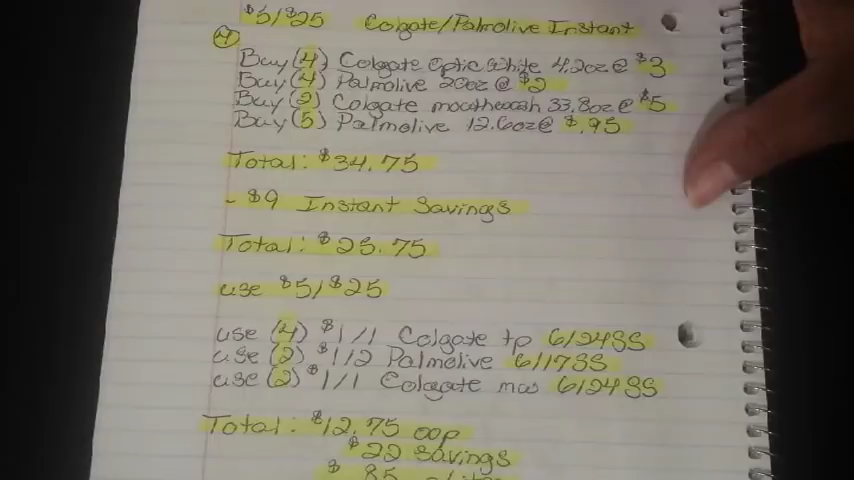 $5/$25 Colgate/Palmolive Instant
4
Buy (4) Colgate Optic White 4.2oz @ $3
Buy (4) Palmolive 20oz @ $2
Buy (2) Colgate mouthwash 33.8oz @ $5
Buy (5) Palmolive 12.6oz @ $.95
Total: $34.75
- $9 Instant Savings
Total: $25.75
use $5/$25
use (4) $1/1 Colgate tp 6/24SS
use (2) $1/2 Palmolive 6/17SS
use (2) $1/1 Colgate mw 6/24SS
Total: $12.75 oop
$22 savings
$.85